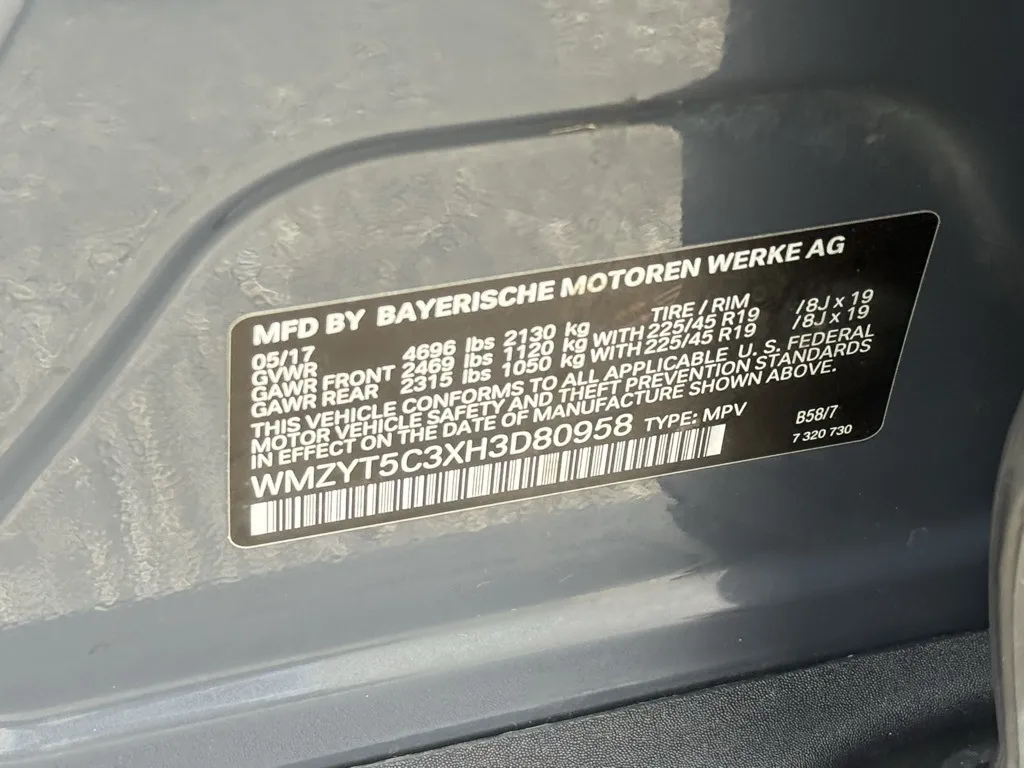 MFD BY BAYERISCHE MOTOREN WERKE AG
05/17 TIRE / RIM
GVWR 4696 lbs 2130 kg
GAWR FRONT 2469 lbs 1120 kg WITH 225/45 R19 /8J x 19
GAWR REAR 2315 lbs 1050 kg WITH 225/45 R19 /8J x 19
THIS VEHICLE CONFORMS TO ALL APPLICABLE U. S. FEDERAL
MOTOR VEHICLE SAFETY AND THEFT PREVENTION STANDARDS
IN EFFECT ON DATE OF MANUFACTURE SHOWN ABOVE.
WMZYT5C3XH3D80958 TYPE: MPV B58/7
7 320 730